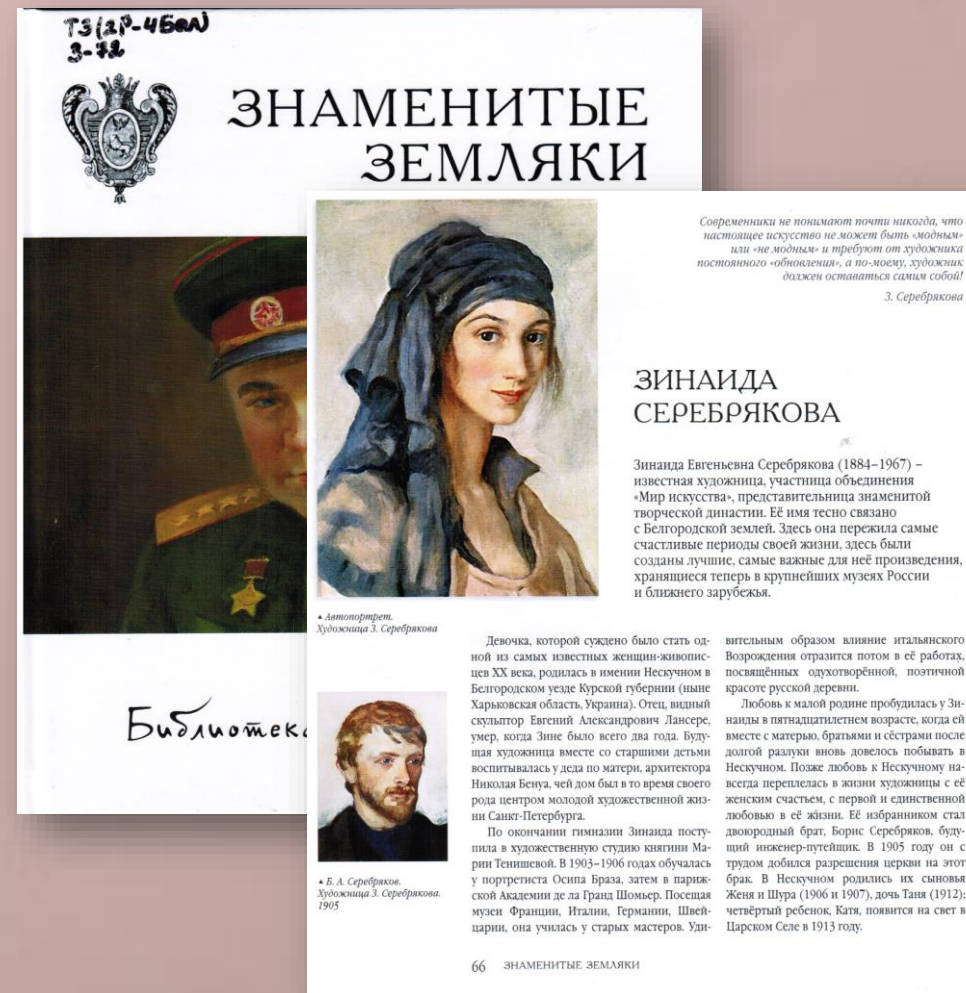 ТЗ(2Р-4Бел)
З-72
ЗНАМЕНИТЫЕ
ЗЕМЛЯКИ
Библиотека
Современники не понимают почти никогда, что
настоящее искусство не может быть «модным»
или «не модным» и требуют от художника
постоянного «обновления», а по-моему, художник
должен оставаться самим собой!
З. Серебрякова
ЗИНАИДА
СЕРЕБРЯКОВА
Зинаида Евгеньевна Серебрякова (1884–1967) –
известная художница, участница объединения
«Мир искусства», представительница знаменитой
творческой династии. Её имя тесно связано
с Белгородской землей. Здесь она пережила самые
счастливые периоды своей жизни, здесь были
созданы лучшие, самые важные для неё произведения,
хранящиеся теперь в крупнейших музеях России
и ближнего зарубежья.
Автопортрет.
Художница З. Серебрякова
Б. А. Серебряков.
Художница З. Серебрякова.
1905
Девочка, которой суждено было стать од-
ной из самых известных женщин-живопис-
цев XX века, родилась в имении Нескучном в
Белгородском уезде Курской губернии (ныне
Харьковская область, Украина). Отец, видный
скульптор Евгений Александрович Лансере,
умер, когда Зине было всего два года. Буду-
щая художница вместе со старшими детьми
воспитывалась у деда по матери, архитектора
Николая Бенуа, чей дом был в то время своего
рода центром молодой художественной жиз-
ни Санкт-Петербурга.
По окончании гимназии Зинаида посту-
пила в художественную студию княгини Ма-
рии Тенишевой. В 1903–1906 годах обучалась
у портретиста Осипа Браза, затем в париж-
ской Академии де ла Гранд Шомьер. Посещая
музеи Франции, Италии, Германии, Швей-
царии, она училась у старых мастеров. Уди-
вительным образом влияние итальянского
Возрождения отразится потом в её работах,
посвящённых одухотворённой, поэтичной
красоте русской деревни.
Любовь к малой родине пробудилась у Зи-
наиды в пятнадцатилетнем возрасте, когда ей
вместе с матерью, братьями и сёстрами после
долгой разлуки вновь довелось побывать в
Нескучном. Позже любовь к Нескучному на-
всегда переплелась в жизни художницы с её
женским счастьем, с первой и единственной
любовью в её жизни. Её избранником стал
двоюродный брат, Борис Серебряков, буду-
щий инженер-путейщик. В 1905 году он с
трудом добился разрешения церкви на этот
брак. В Нескучном родились их сыновья
Женя и Шура (1906 и 1907), дочь Таня (1912);
четвёртый ребенок, Катя, появится на свет в
Царском Селе в 1913 году.
66 ЗНАМЕНИТЫЕ ЗЕМЛЯКИ